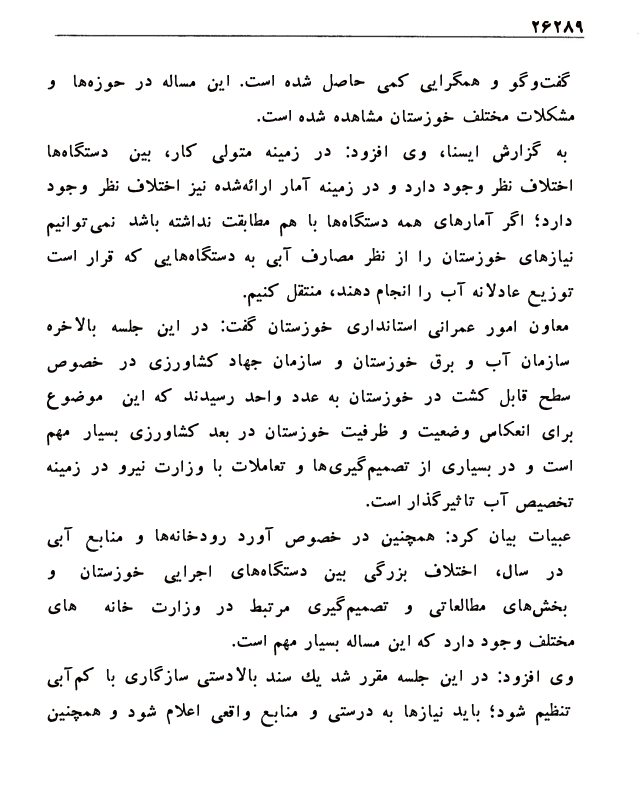 ۲۶۲۸۹
گفت‌وگو و همگرایی کمی حاصل شده است. این مساله در حوزه‌ها و
مشکلات مختلف خوزستان مشاهده شده است.
به گزارش ایسنا، وی افزود: در زمینه متولی کار، بین دستگاه‌ها
اختلاف نظر وجود دارد و در زمینه آمار ارائه‌شده نیز اختلاف نظر وجود
دارد؛ اگر آمارهای همه دستگاه‌ها با هم مطابقت نداشته باشد نمی‌توانیم
نیازهای خوزستان را از نظر مصارف آبی به دستگاه‌هایی که قرار است
توزیع عادلانه آب را انجام دهند، منتقل کنیم.
معاون امور عمرانی استانداری خوزستان گفت: در این جلسه بالاخره
سازمان آب و برق خوزستان و سازمان جهاد کشاورزی در خصوص
سطح قابل کشت در خوزستان به عدد واحد رسیدند که این موضوع
برای انعکاس وضعیت و ظرفیت خوزستان در بعد کشاورزی بسیار مهم
است و در بسیاری از تصمیم‌گیری‌ها و تعاملات با وزارت نیرو در زمینه
تخصیص آب تاثیرگذار است.
عبیات بیان کرد: همچنین در خصوص آورد رودخانه‌ها و منابع آبی
در سال، اختلاف بزرگی بین دستگاه‌های اجرایی خوزستان و
بخش‌های مطالعاتی و تصمیم‌گیری مرتبط در وزارت خانه های
مختلف وجود دارد که این مساله بسیار مهم است.
وی افزود: در این جلسه مقرر شد یك سند بالادستی سازگاری با کم‌آبی
تنظیم شود؛ باید نیازها به درستی و منابع واقعی اعلام شود و همچنین